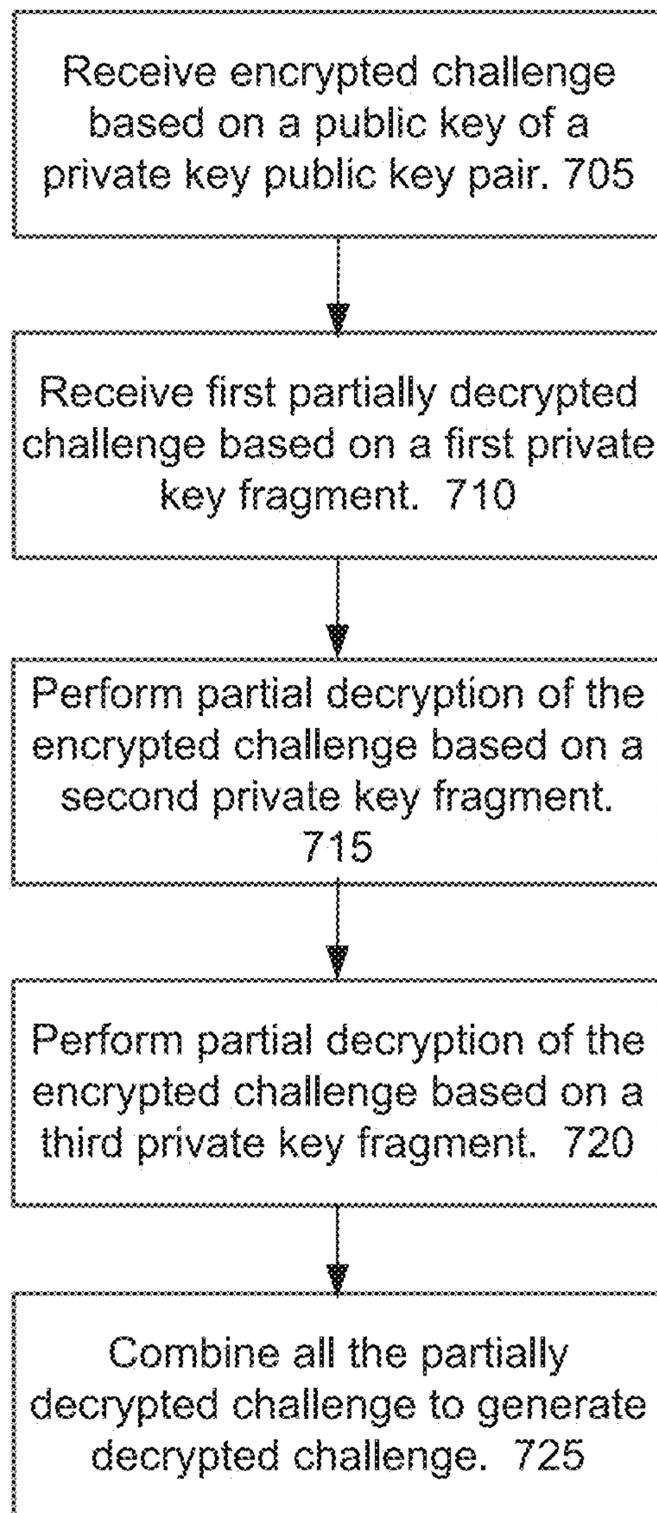 Receive encrypted challenge
based on a public key of a
private key public key pair. 705
Receive first partially decrypted
challenge based on a first private
key fragment. 710
Perform partial decryption of the
encrypted challenge based on a
second private key fragment.
715
Perform partial decryption of the
encrypted challenge based on a
third private key fragment. 720
Combine all the partially
decrypted challenge to generate
decrypted challenge. 725